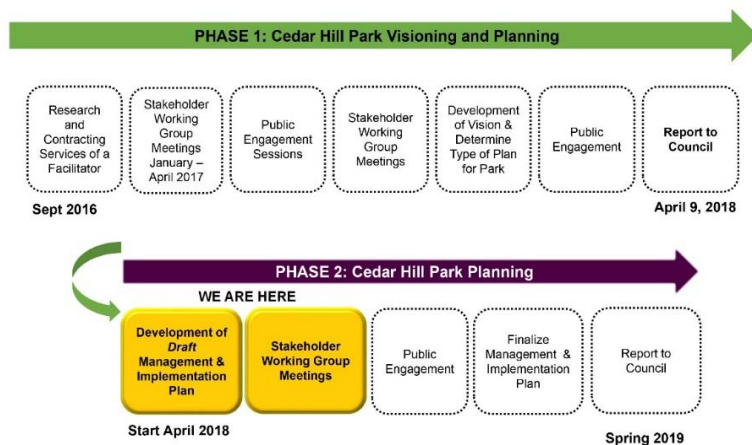 PHASE 1: Cedar Hill Park Visioning and Planning
Research
and
Contracting
Services of a
Facilitator
Stakeholder
Working
Group
Meetings
January –
April 2017
Public
Engagement
Sessions
Stakeholder
Working
Group
Meetings
Development
of Vision &
Determine
Type of Plan
for Park
Public
Engagement
Report to
Council
Sept 2016
April 9, 2018
PHASE 2: Cedar Hill Park Planning
WE ARE HERE
Development of
Draft
Management &
Implementation
Plan
Stakeholder
Working Group
Meetings
Public
Engagement
Finalize
Management &
Implementation
Plan
Report to
Council
Start April 2018
Spring 2019